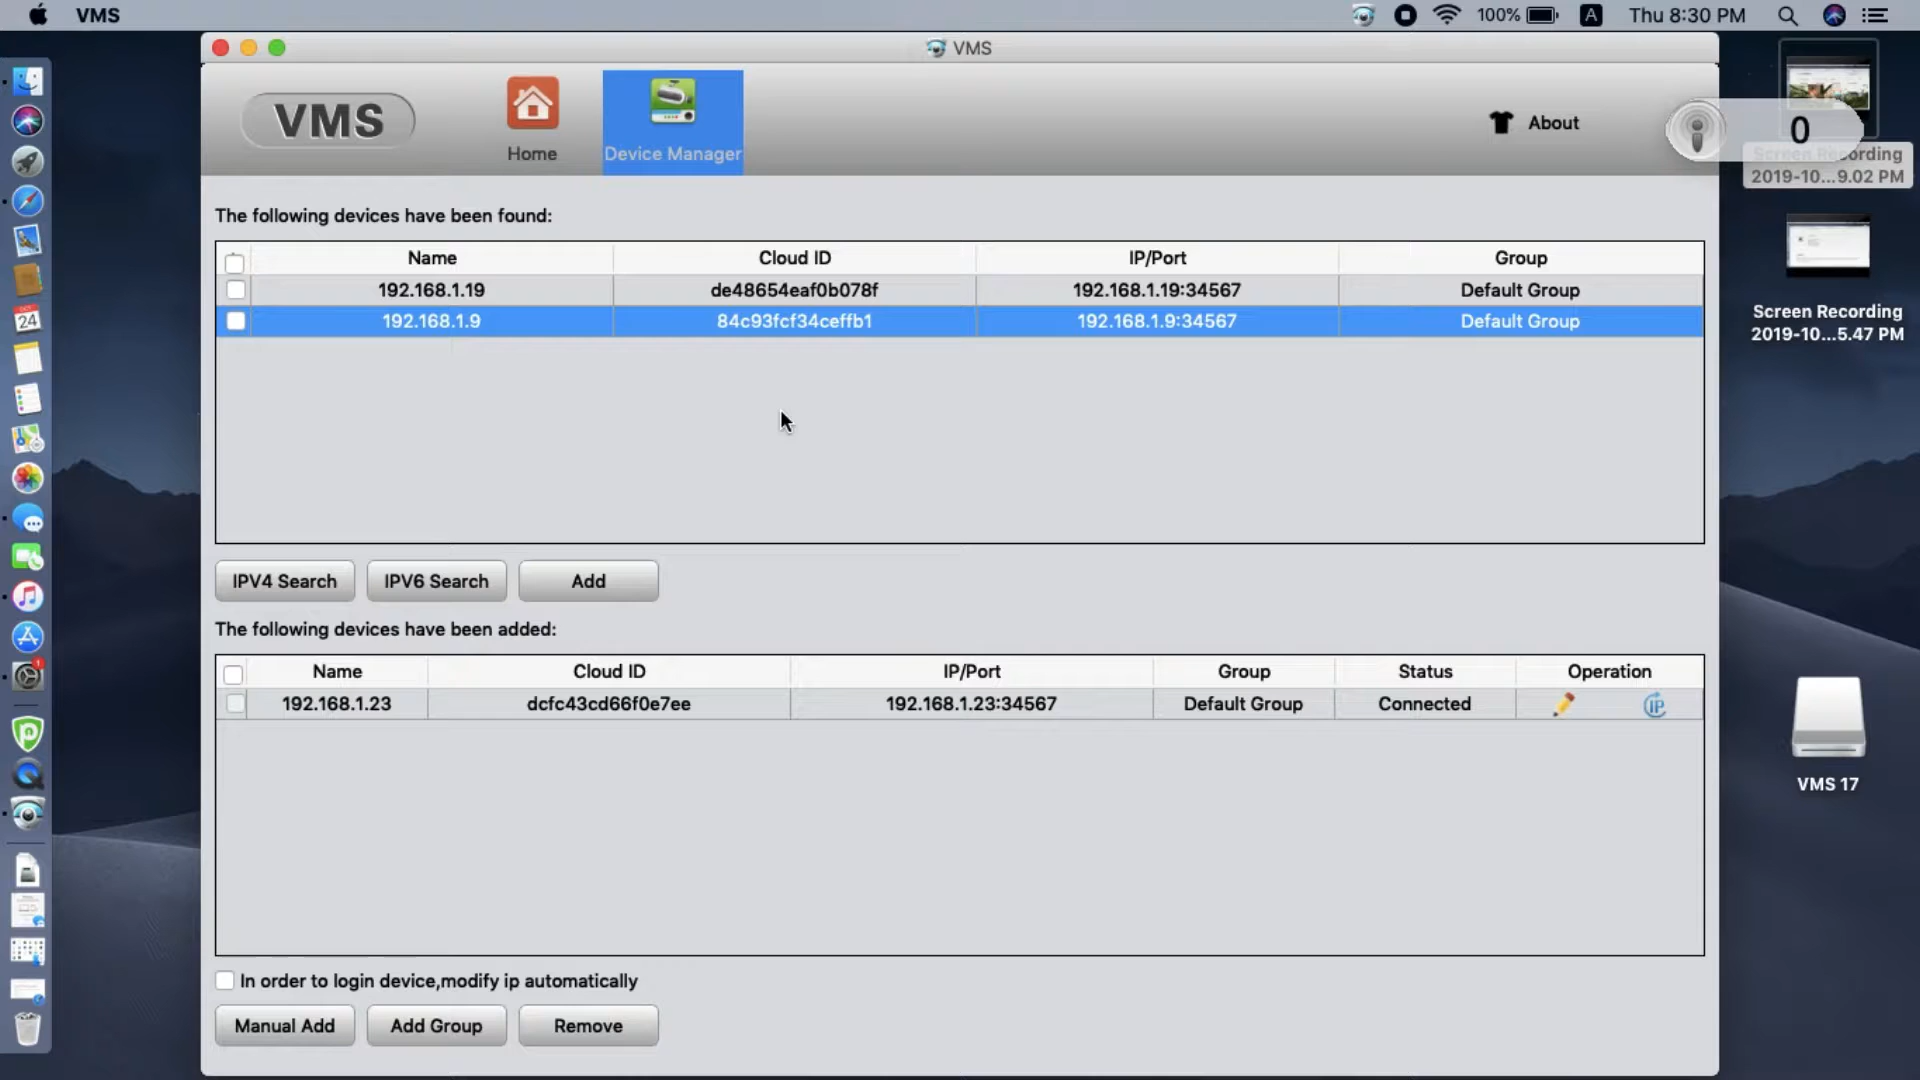 VMS
100%
A
Thu 8:30 PM
VMS
VMS
Home
Device Manager
About
0
Screen Recording
2019-10...9.02 PM
The following devices have been found:
Name Cloud ID IP/Port Group
192.168.1.19 de48654eaf0b078f 192.168.1.19:34567 Default Group
192.168.1.9 84c93fcf34ceffb1 192.168.1.9:34567 Default Group
Screen Recording
2019-10...5.47 PM
OCT
24
IPV4 Search IPV6 Search Add
The following devices have been added:
Name Cloud ID IP/Port Group Status Operation
192.168.1.23 dcfc43cd66f0e7ee 192.168.1.23:34567 Default Group Connected IP
1
VMS 17
In order to login device,modify ip automatically
Manual Add Add Group Remove